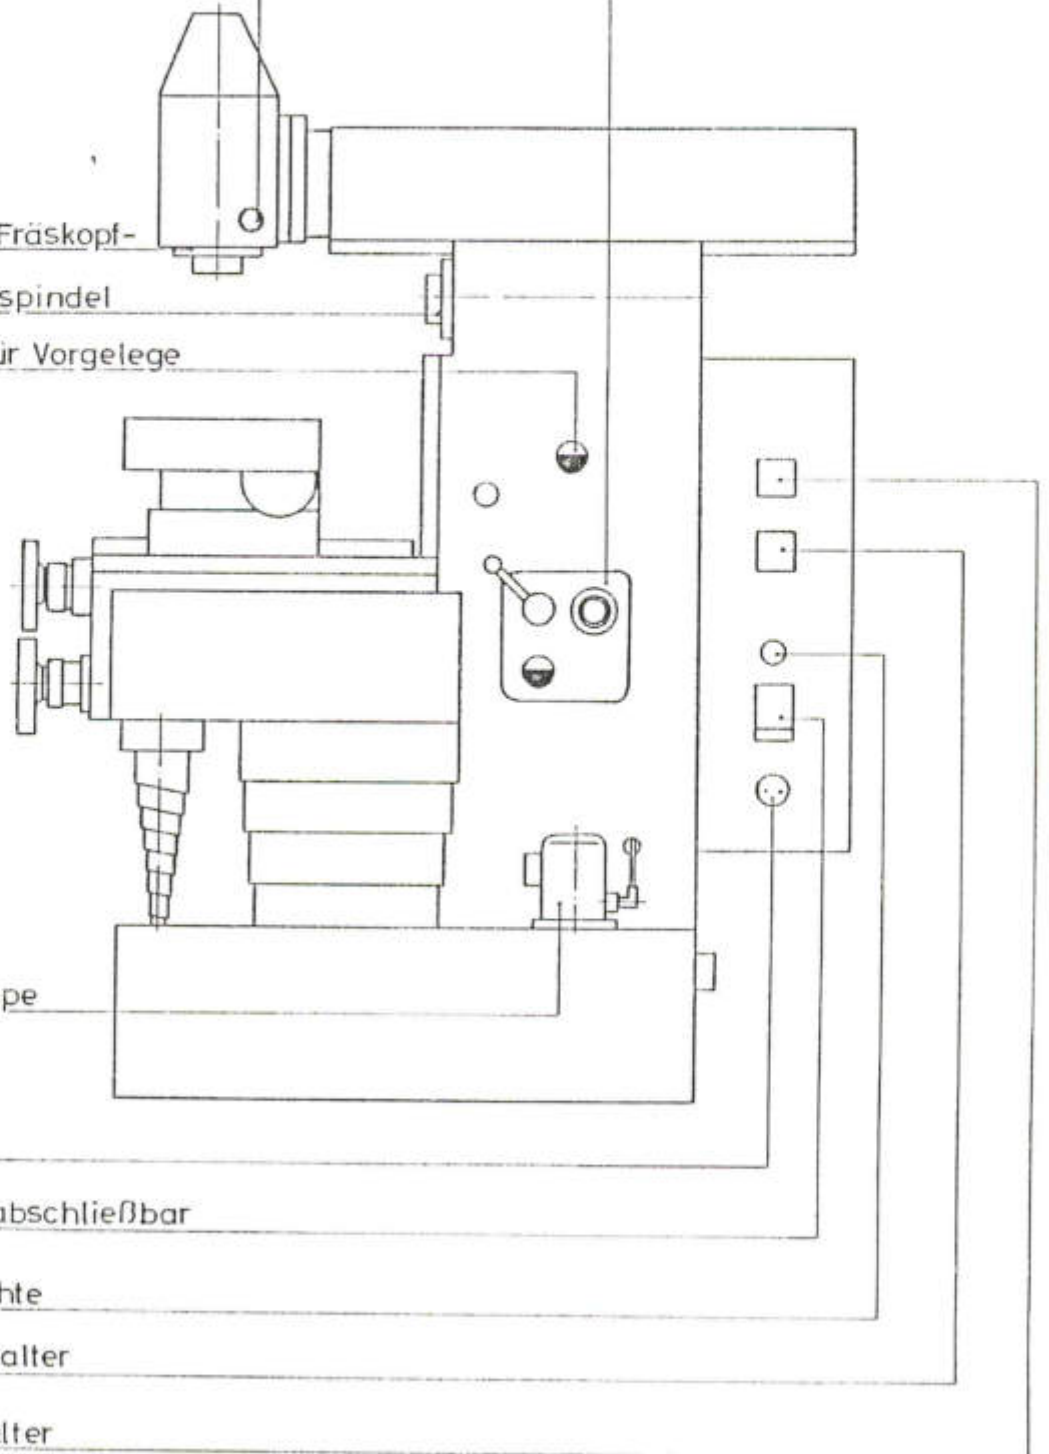 Fräskopf-
spindel
ür Vorgelege
pe
abschließbar
hte
alter
lter